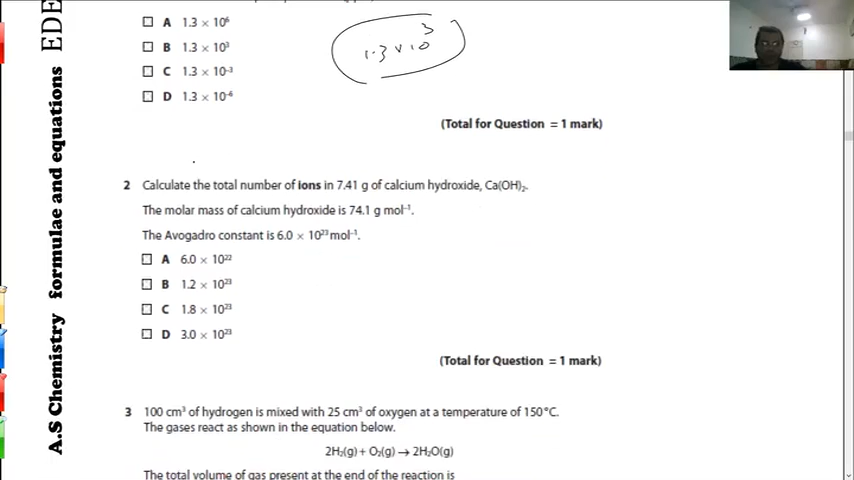 A.S Chemistry formulae and equations EDE
A 1.3 × 10⁶
B 1.3 × 10³
C 1.3 × 10⁻³
D 1.3 × 10⁻⁶
1.3 × 10³
(Total for Question = 1 mark)
2 Calculate the total number of ions in 7.41 g of calcium hydroxide, Ca(OH)₂.
The molar mass of calcium hydroxide is 74.1 g mol⁻¹.
The Avogadro constant is 6.0 × 10²³ mol⁻¹.
A 6.0 × 10²²
B 1.2 × 10²³
C 1.8 × 10²³
D 3.0 × 10²³
(Total for Question = 1 mark)
3 100 cm³ of hydrogen is mixed with 25 cm³ of oxygen at a temperature of 150°C.
The gases react as shown in the equation below.
2H₂(g) + O₂(g) → 2H₂O(g)
The total volume of gas present at the end of the reaction is